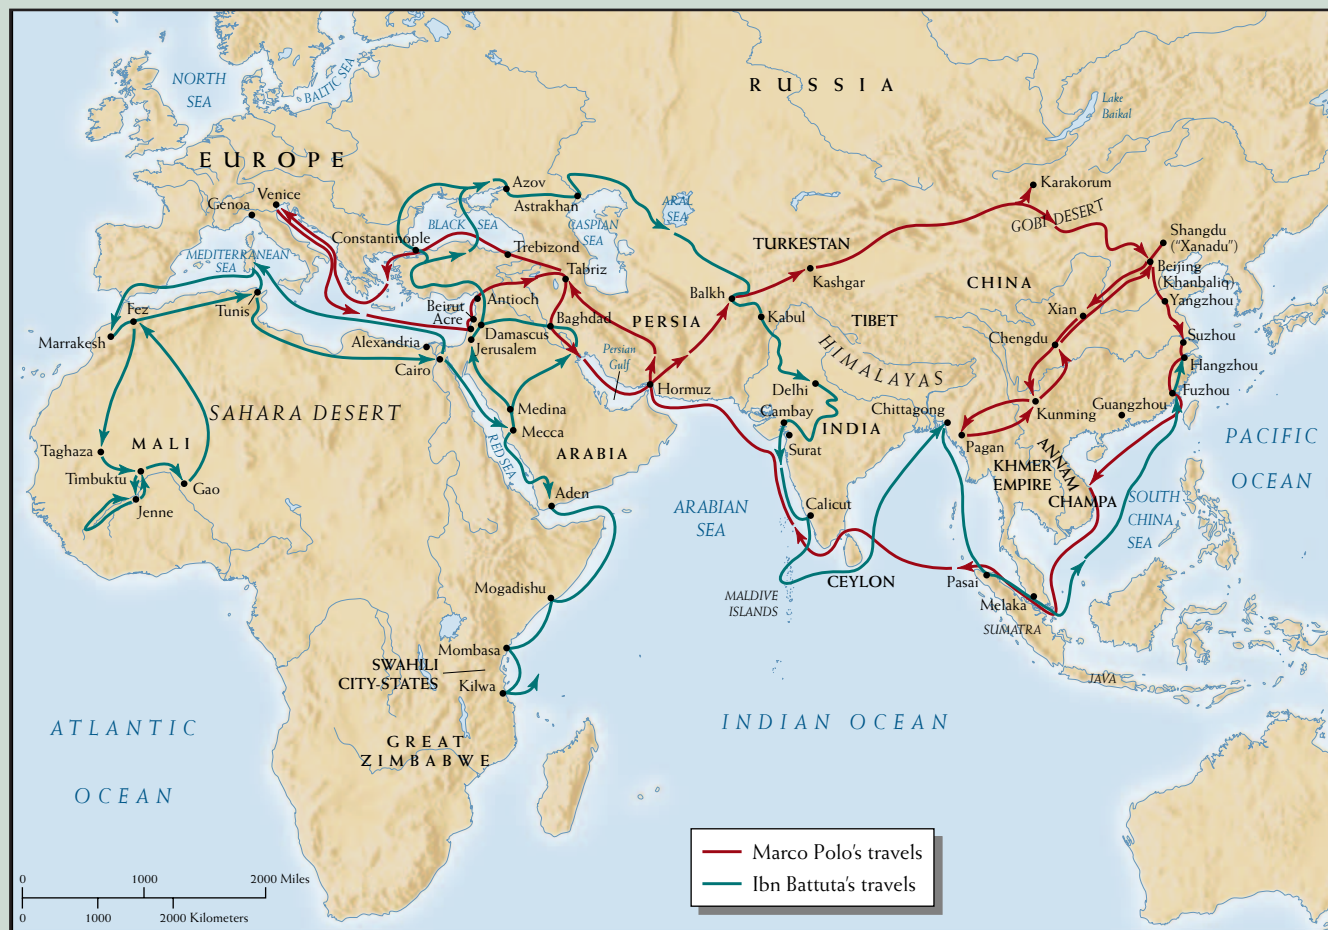 RUSSIA
NORTH
SEA
BALTIC SEA
Lake
Baikal
EUROPE
Venice
Genoa
Azov
Astrakhan
ARAL
SEA
Karakorum
GOBI DESERT
BLACK SEA
CASPIAN
SEA
Constantinople
Trebizond
TURKESTAN
Shangdu
("Xanadu")
MEDITERRANEAN
SEA
Tabriz
Kashgar
CHINA
Beijing
(Khanbaliq)
Antioch
Balkh
Yangzhou
Tunis
Fez
Beirut
Acre
Baghdad
PERSIA
Kabul
TIBET
Xian
Marrakesh
Alexandria
Damascus
Jerusalem
Chengdu
Suzhou
Cairo
Persian
Gulf
HIMALAYAS
Hangzhou
Hormuz
Delhi
Fuzhou
SAHARA DESERT
Medina
Cambay
Chittagong
Guangzhou
Kunming
Mecca
INDIA
PACIFIC
OCEAN
MALI
Taghaza
RED SEA
ARABIA
Surat
Pagan
ANNAM
KHMER
EMPIRE
Timbuktu
Gao
Aden
CHAMPA
SOUTH
CHINA
SEA
Jenne
ARABIAN
SEA
Calicut
Mogadishu
CEYLON
Pasai
MALDIVE
ISLANDS
Melaka
SUMATRA
Mombasa
SWAHILI
CITY-STATES
Kilwa
JAVA
ATLANTIC
OCEAN
INDIAN OCEAN
GREAT
ZIMBABWE
Marco Polo's travels
Ibn Battuta's travels
0 1000 2000 Miles
0 1000 2000 Kilometers